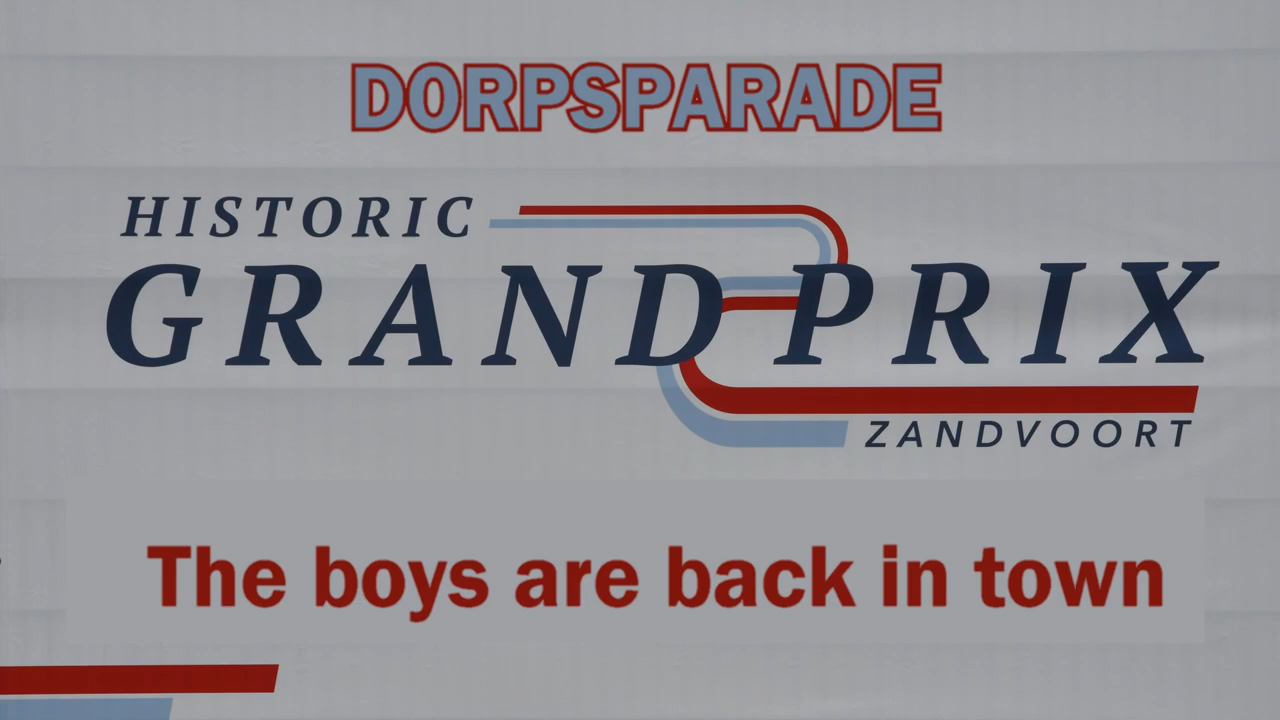 DORPSPARADE
HISTORIC
GRAND PRIX
ZANDVOORT
The boys are back in town